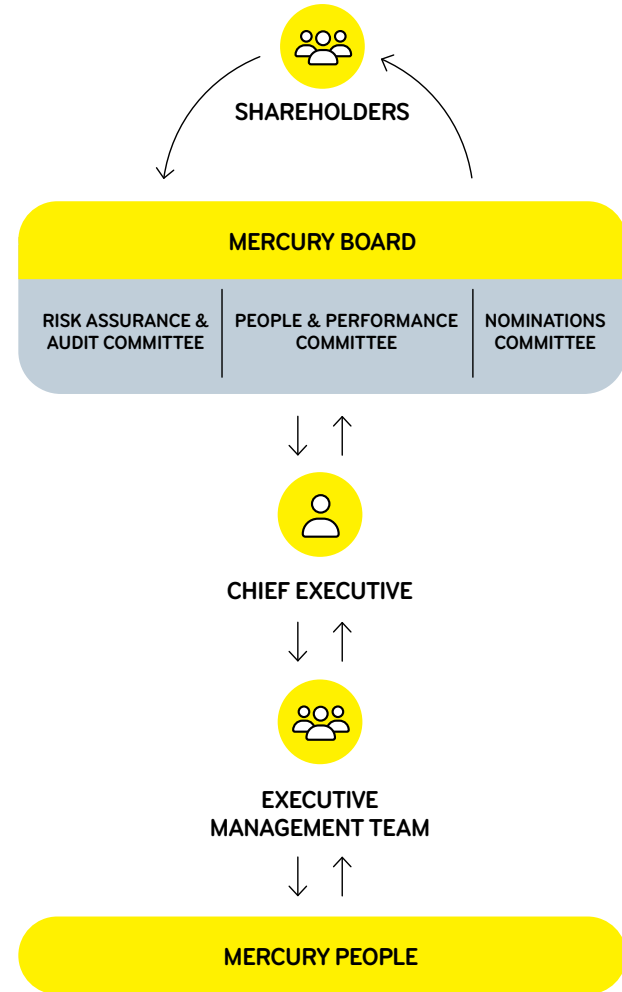 SHAREHOLDERS
MERCURY BOARD
RISK ASSURANCE &
AUDIT COMMITTEE
PEOPLE & PERFORMANCE
COMMITTEE
NOMINATIONS
COMMITTEE
CHIEF EXECUTIVE
EXECUTIVE
MANAGEMENT TEAM
MERCURY PEOPLE